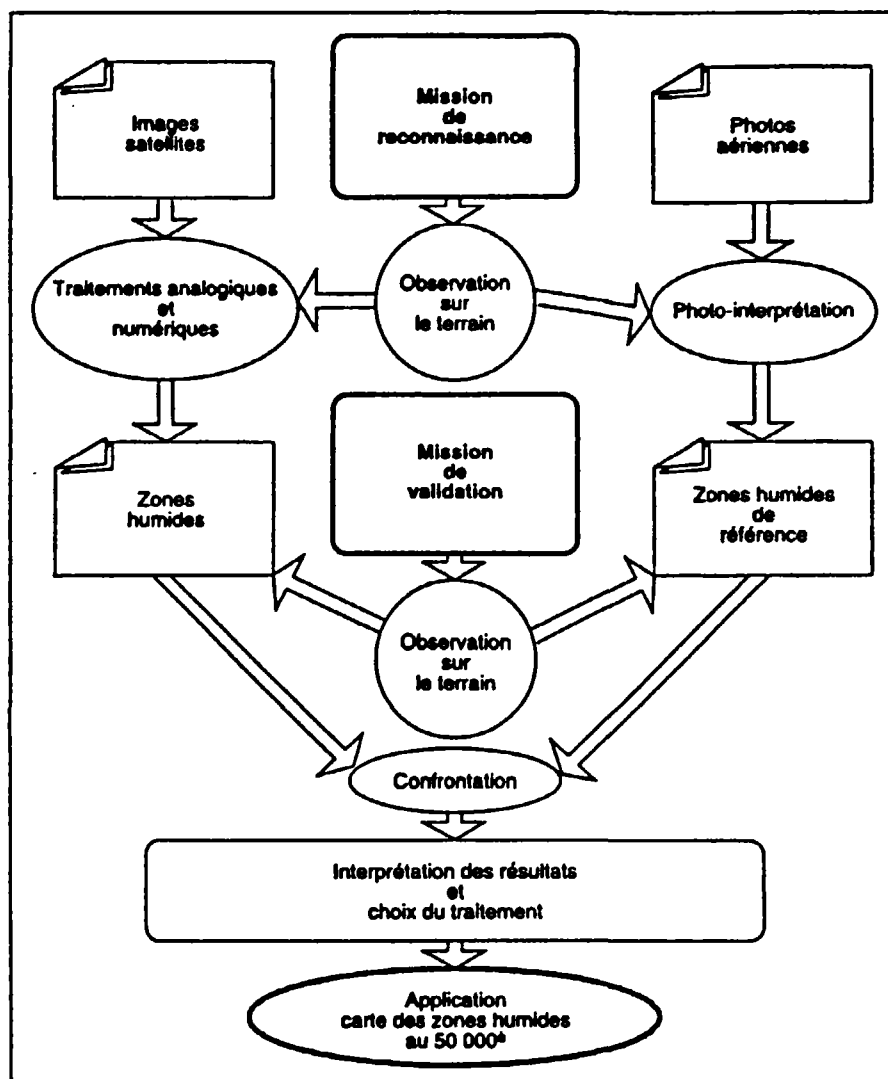 Images
satellites
Mission
de
reconnaissance
Photos
aériennes
Traitements analogiques
et
numériques
Observation
sur
le terrain
Photo-interprétation
Zones
humides
Mission
de
validation
Zones humides
de
référence
Observation
sur
le terrain
Confrontation
Interprétation des résultats
et
choix du traitement
Application
carte des zones humides
au 50 000è